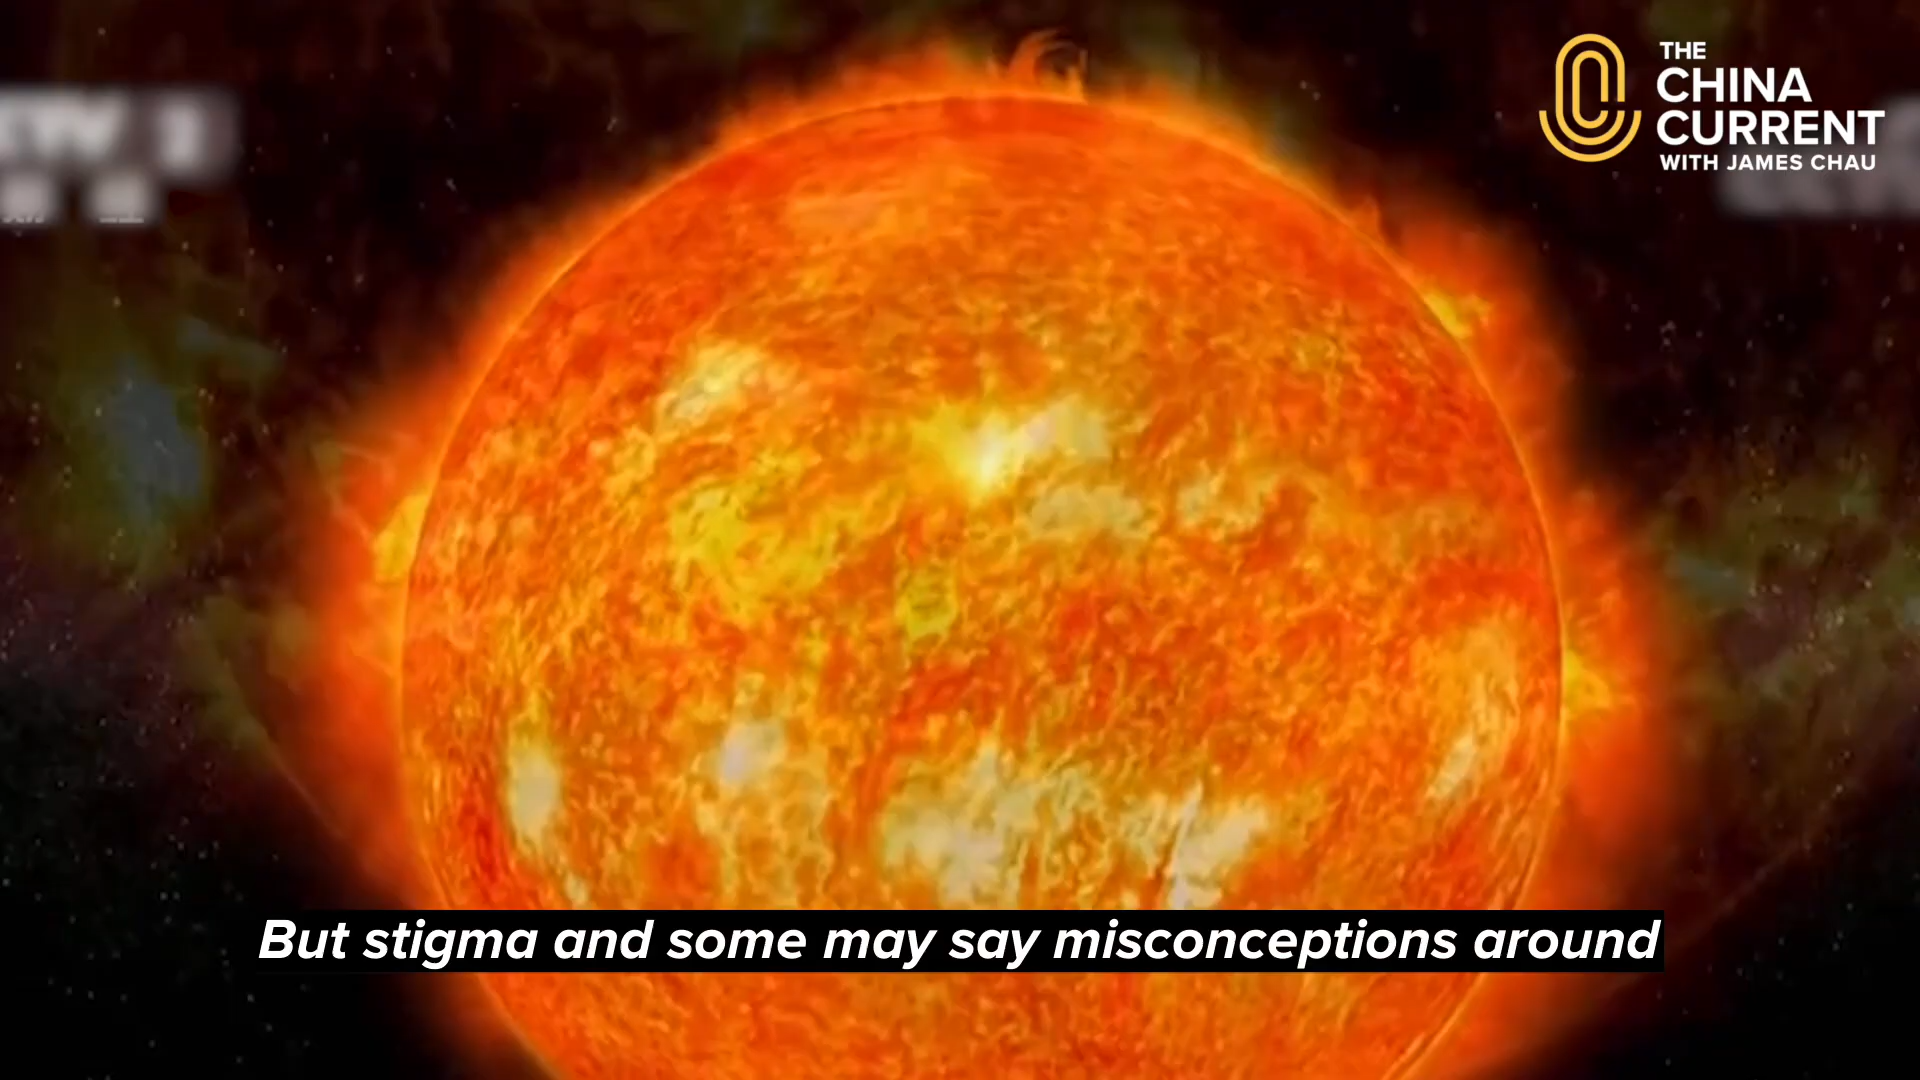 THE
CHINA
CURRENT
WITH JAMES CHAU
But stigma and some may say misconceptions around